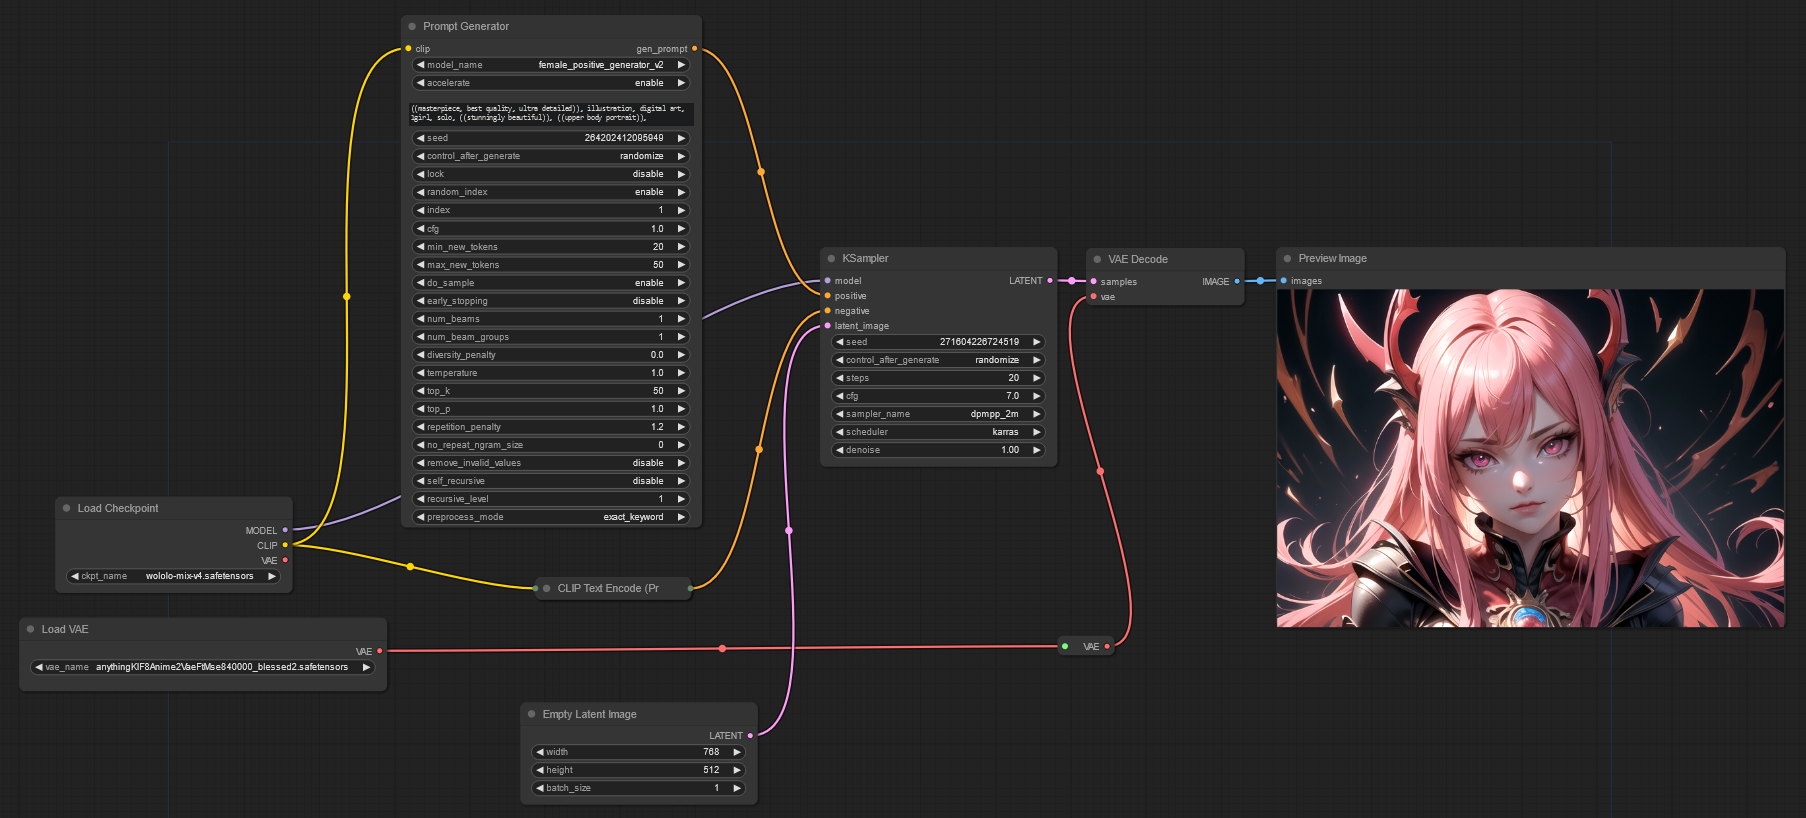 Prompt Generator
clip gen_prompt
model_name female_positive_generator_v2
accelerate enable
((masterpiece, best quality, ultra detailed)), illustration, digital art,
1girl, solo, ((stunningly beautiful)), ((upper body portrait)),
seed 264202412095949
control_after_generate randomize
lock disable
random_index enable
index 1
cfg 1.0
min_new_tokens 20
max_new_tokens 50
do_sample enable
early_stopping disable
num_beams 1
num_beam_groups 1
diversity_penalty 0.0
temperature 1.0
top_k 50
top_p 1.0
repetition_penalty 1.2
no_repeat_ngram_size 0
remove_invalid_values disable
self_recursive disable
recursive_level 1
preprocess_mode exact_keyword
Load Checkpoint
MODEL
CLIP
VAE
ckpt_name wololo-mix-v4.safetensors
CLIP Text Encode (Pr
Load VAE
VAE
vae_name anythingKlF8Anime2VaeFtMse840000_blessed2.safetensors
Empty Latent Image
LATENT
width 768
height 512
batch_size 1
KSampler
model LATENT
positive
negative
latent_image
seed 271604226724519
control_after_generate randomize
steps 20
cfg 7.0
sampler_name dpmpp_2m
scheduler karras
denoise 1.00
VAE Decode
samples IMAGE
vae
VAE
Preview Image
images